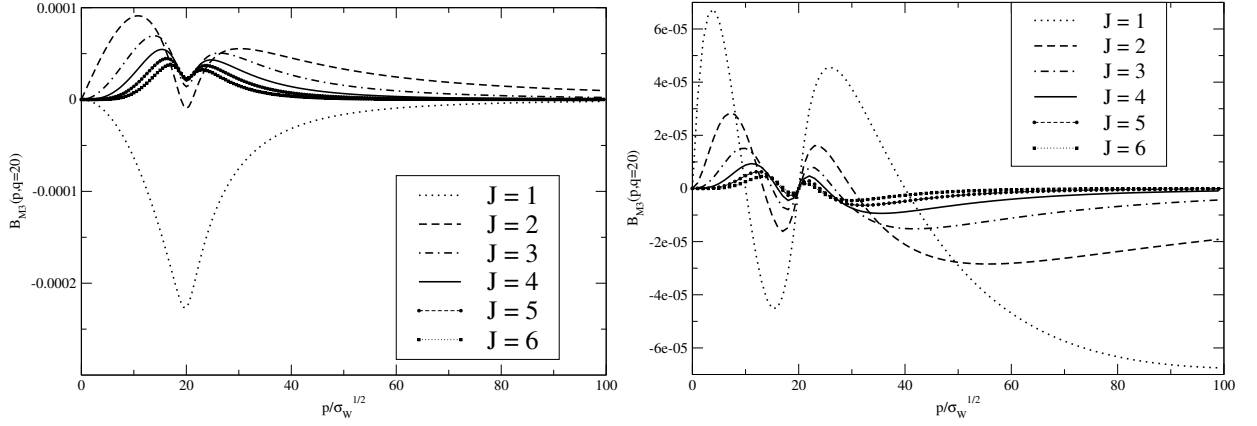 0.0001
0
-0.0001
-0.0002
B_M3(p,q=20)
J = 1
J = 2
J = 3
J = 4
J = 5
J = 6
0 20 40 60 80 100
p/σ_W^1/2
6e-05
4e-05
2e-05
0
-2e-05
-4e-05
-6e-05
B_M3(p,q=20)
J = 1
J = 2
J = 3
J = 4
J = 5
J = 6
0 20 40 60 80 100
p/σ_W^1/2